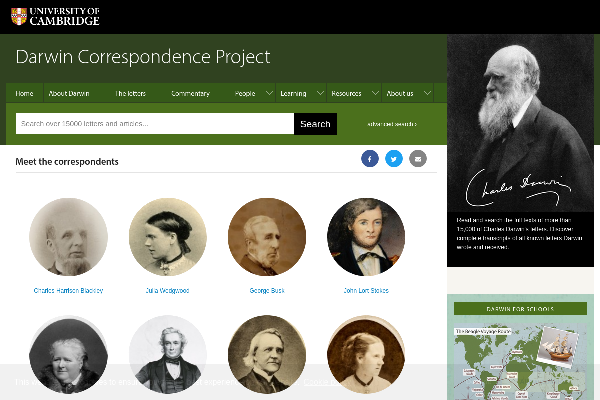 UNIVERSITY OF
CAMBRIDGE
Darwin Correspondence Project
Home
About Darwin
The letters
Commentary
People
Learning
Resources
About us
Search over 15000 letters and articles...
Search
advanced search ›
Charles Darwin
Read and search the full texts of more than
15,000 of Charles Darwin's letters. Discover
complete transcripts of all known letters Darwin
wrote and received.
Meet the correspondents
Charles Harrison Blackley
Julia Wedgwood
George Busk
John Lort Stokes
DARWIN FOR SCHOOLS
The Beagle Voyage Route